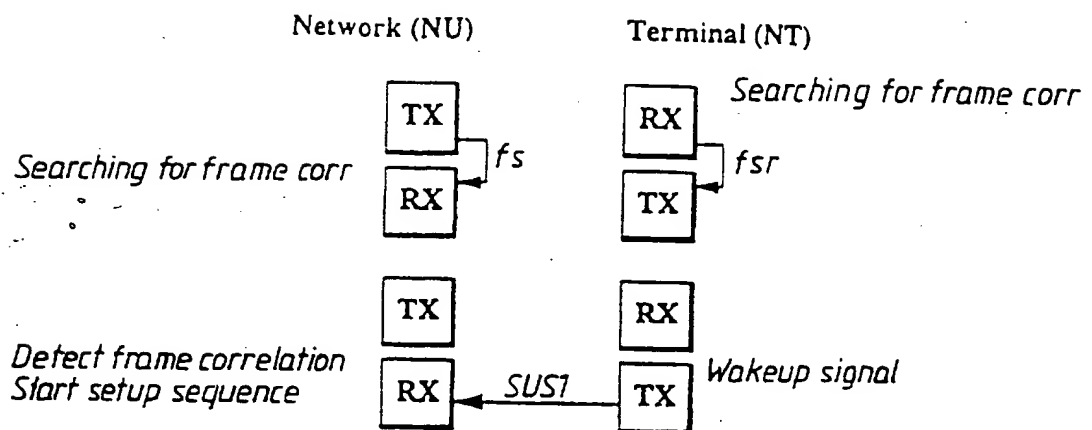 Network (NU)
Terminal (NT)
TX
RX
Searching for frame corr
fs
fsr
Searching for frame corr
RX
TX
TX
RX
Detect frame correlation
Start setup sequence
RX
SUS1
TX
Wakeup signal